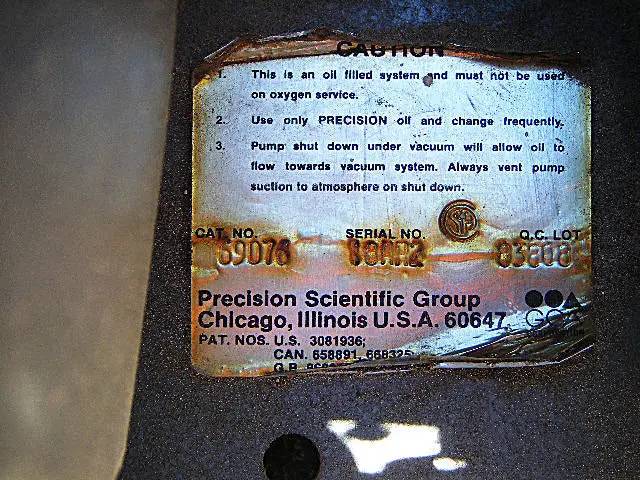 CAUTION
1. This is an oil filled system and must not be used
on oxygen service.
2. Use only PRECISION oil and change frequently.
3. Pump shut down under vacuum will allow oil to
flow towards vacuum system. Always vent pump
suction to atmosphere on shut down.
CAT. NO. SERIAL NO. Q.C. LOT
69076
Precision Scientific Group
Chicago, Illinois U.S.A. 60647
PAT. NOS. U.S. 3081936;
CAN. 658891, 668325